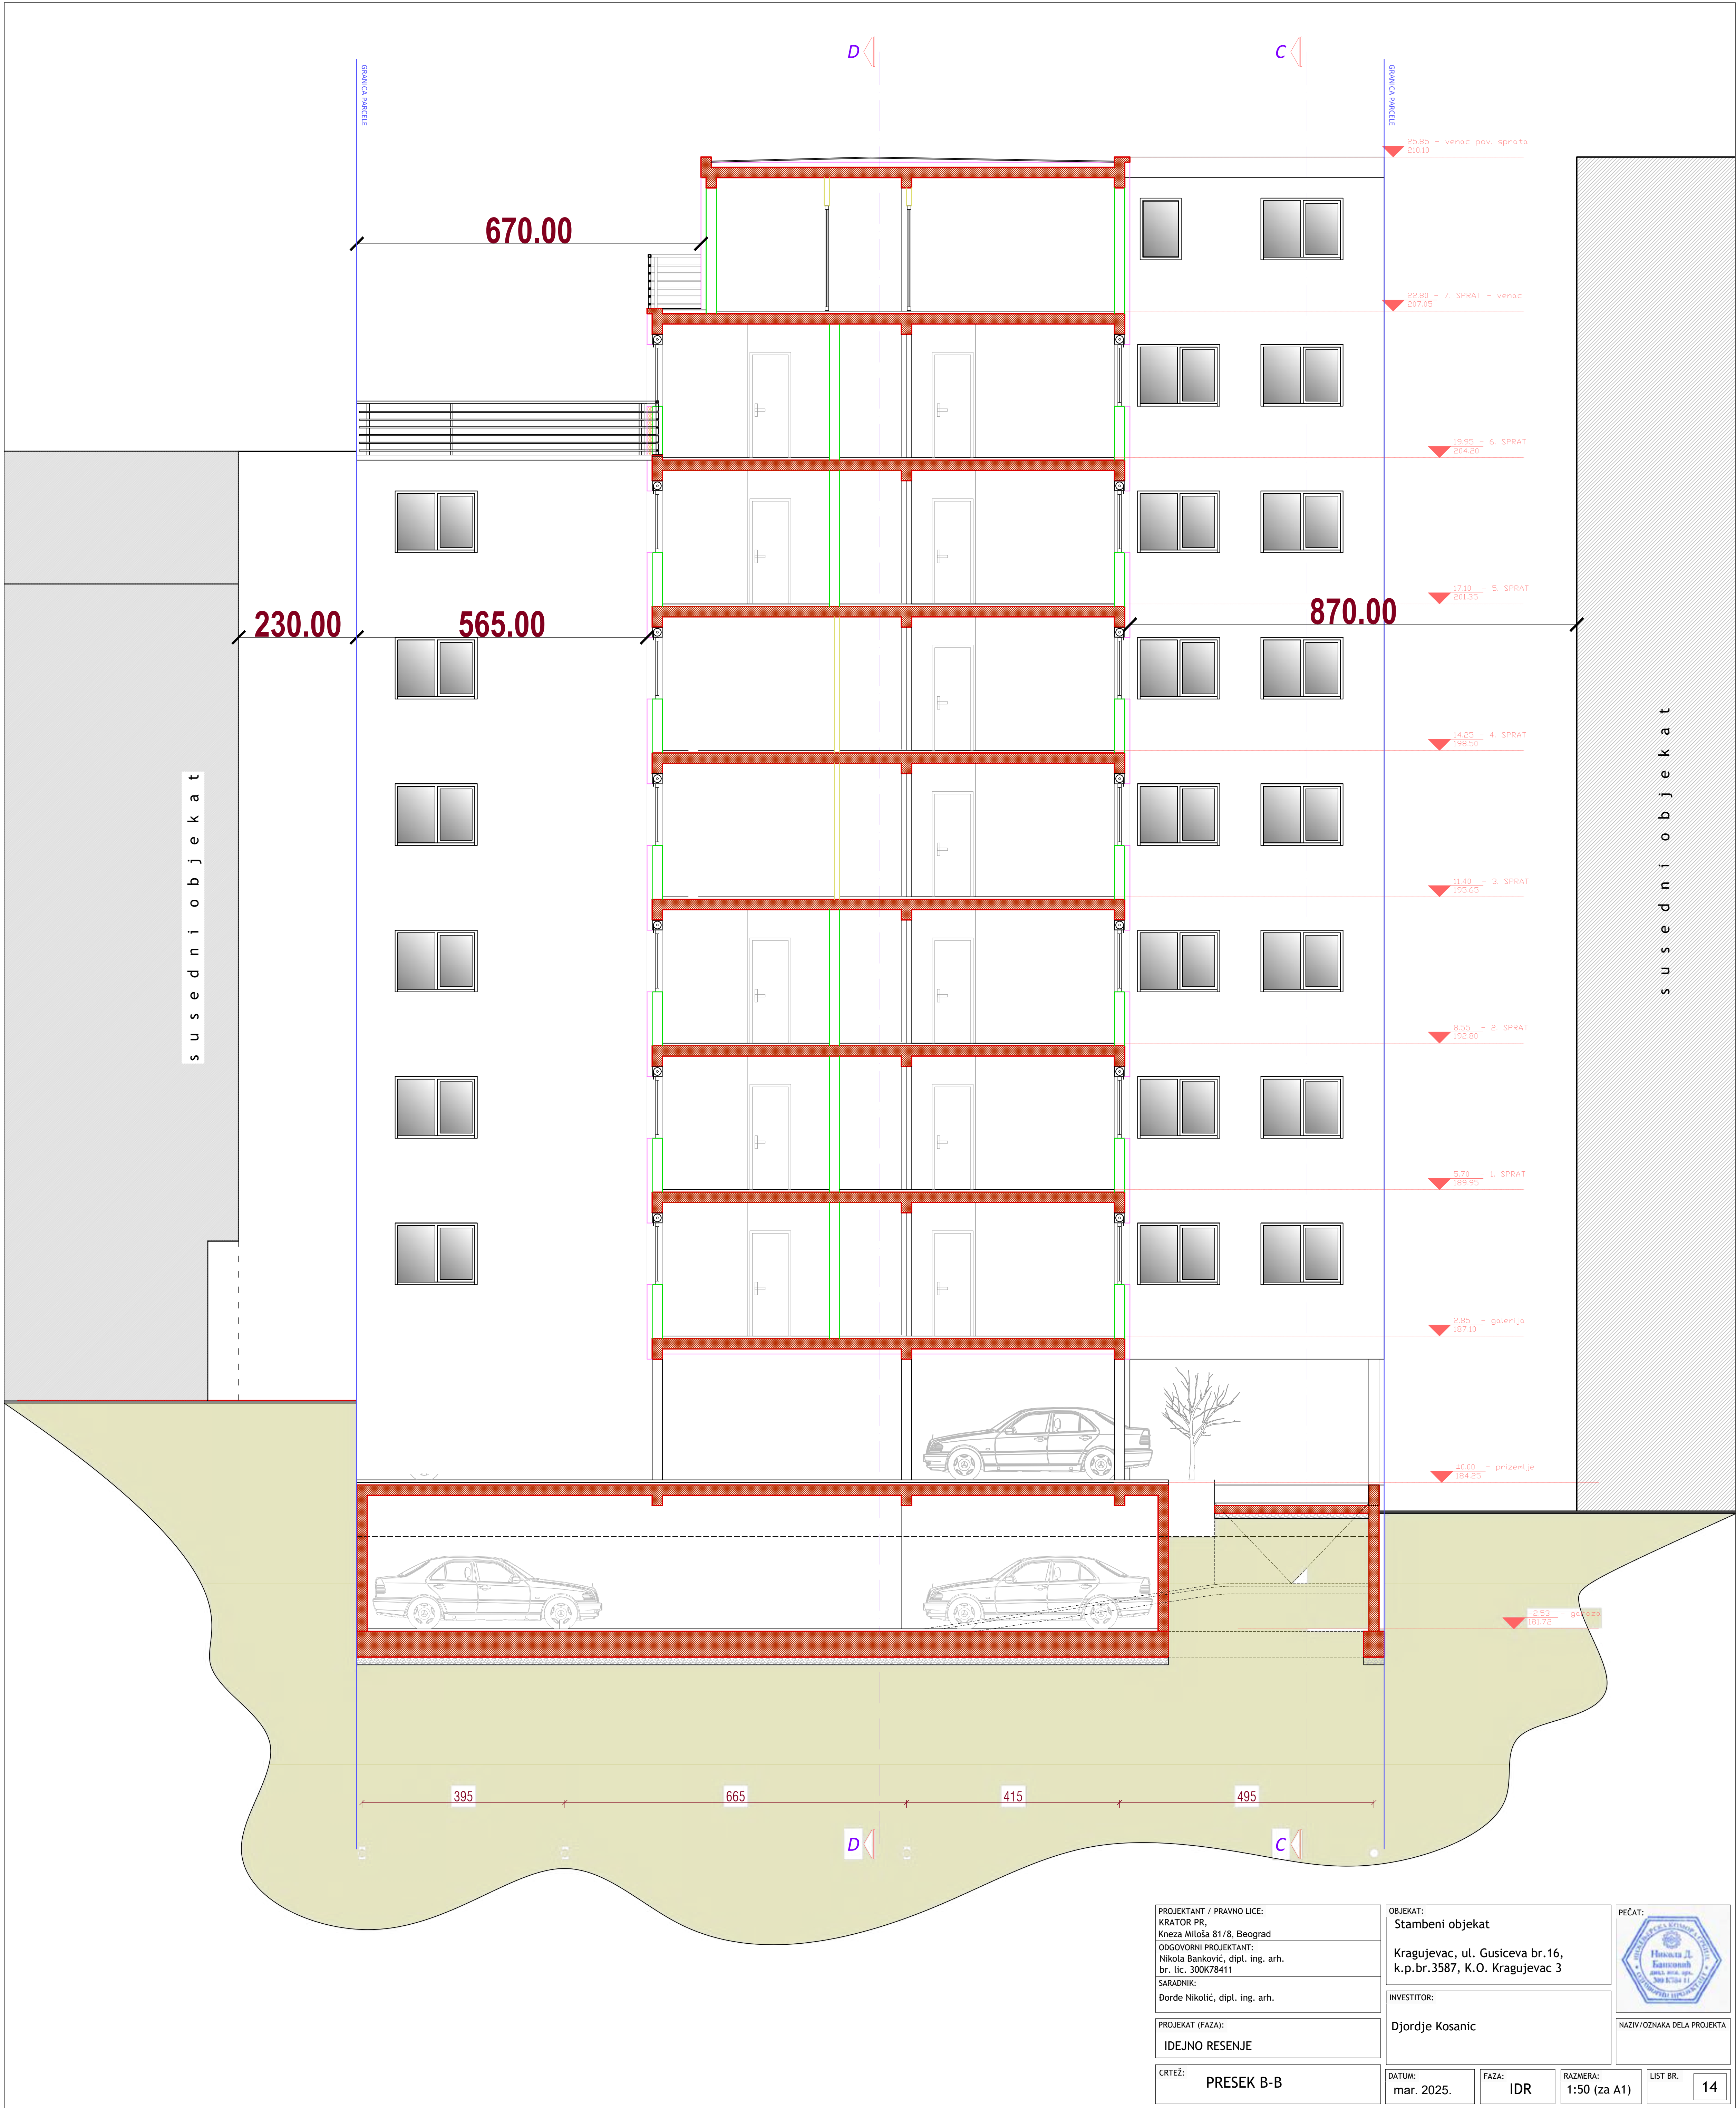 D
C
GRANICA PARCELE
GRANICA PARCELE
25.85 - venac pov. sprata
210.10
670.00
22.80 - 7. SPRAT - venac
207.05
19.95 - 6. SPRAT
204.20
17.10 - 5. SPRAT
201.35
230.00
565.00
870.00
14.25 - 4. SPRAT
198.50
susedni objekat
susedni objekat
11.40 - 3. SPRAT
195.65
8.55 - 2. SPRAT
192.80
5.70 - 1. SPRAT
189.95
2.85 - galerija
187.10
±0.00 - prizemlje
184.25
-2.53 - garaza
181.72
395
665
415
495
D
C
PROJEKTANT / PRAVNO LICE:
KRATOR PR,
Kneza Miloša 81/8, Beograd
ODGOVORNI PROJEKTANT:
Nikola Banković, dipl. ing. arh.
br. lic. 300K78411
SARADNIK:
Đorđe Nikolić, dipl. ing. arh.
PROJEKAT (FAZA):
IDEJNO RESENJE
CRTEŽ:
PRESEK B-B
OBJEKAT:
Stambeni objekat
Kragujevac, ul. Gusiceva br.16,
k.p.br.3587, K.O. Kragujevac 3
INVESTITOR:
Djordje Kosanic
DATUM:
mar. 2025.
FAZA:
IDR
RAZMERA:
1:50 (za A1)
LIST BR.
14
PEČAT:
Никола Д.
Банковић
NAZIV/OZNAKA DELA PROJEKTA